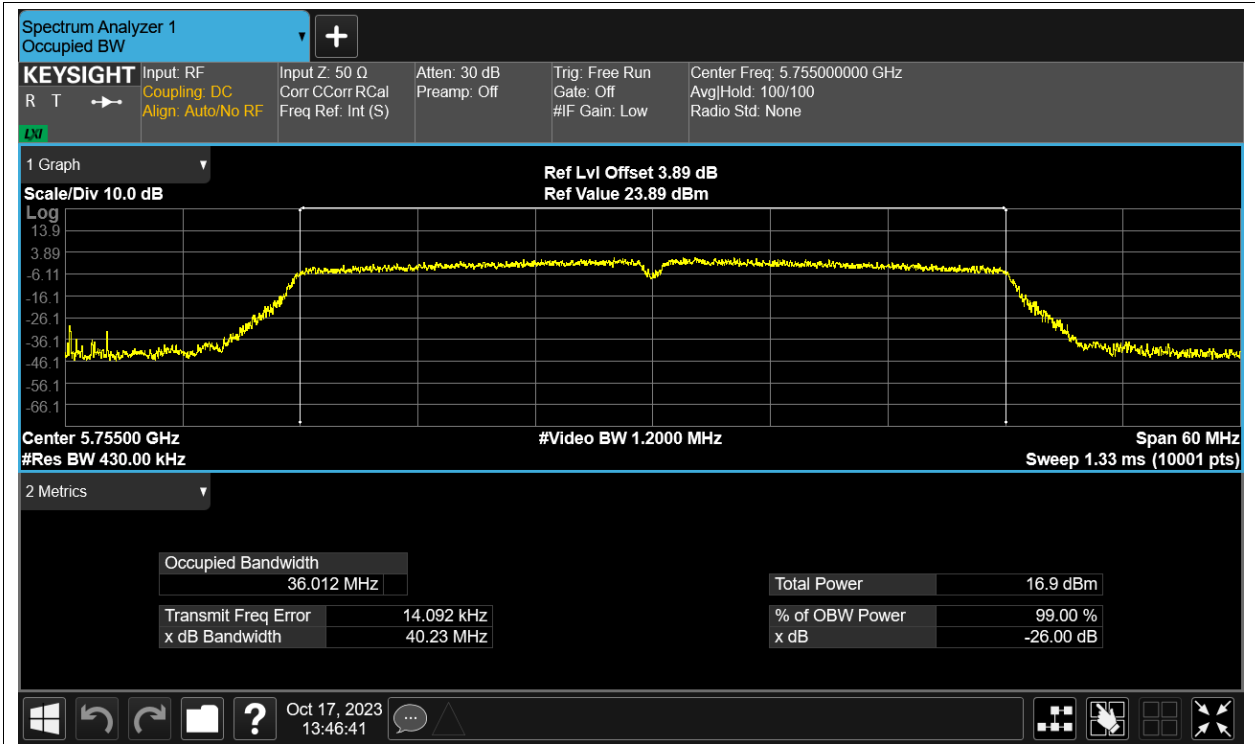 Spectrum Analyzer 1
Occupied BW
+
KEYSIGHT
R T
LXI
Input: RF
Coupling: DC
Align: Auto/No RF
Input Z: 50 Ω
Corr CCorr RCal
Freq Ref: Int (S)
Atten: 30 dB
Preamp: Off
Trig: Free Run
Gate: Off
#IF Gain: Low
Center Freq: 5.755000000 GHz
Avg|Hold: 100/100
Radio Std: None
1 Graph
Scale/Div 10.0 dB
Ref Lvl Offset 3.89 dB
Ref Value 23.89 dBm
Log
13.9
3.89
-6.11
-16.1
-26.1
-36.1
-46.1
-56.1
-66.1
Center 5.75500 GHz
#Res BW 430.00 kHz
#Video BW 1.2000 MHz
Span 60 MHz
Sweep 1.33 ms (10001 pts)
2 Metrics
Occupied Bandwidth
36.012 MHz
Transmit Freq Error 14.092 kHz
x dB Bandwidth 40.23 MHz
Total Power 16.9 dBm
% of OBW Power 99.00 %
x dB -26.00 dB
?
Oct 17, 2023
13:46:41